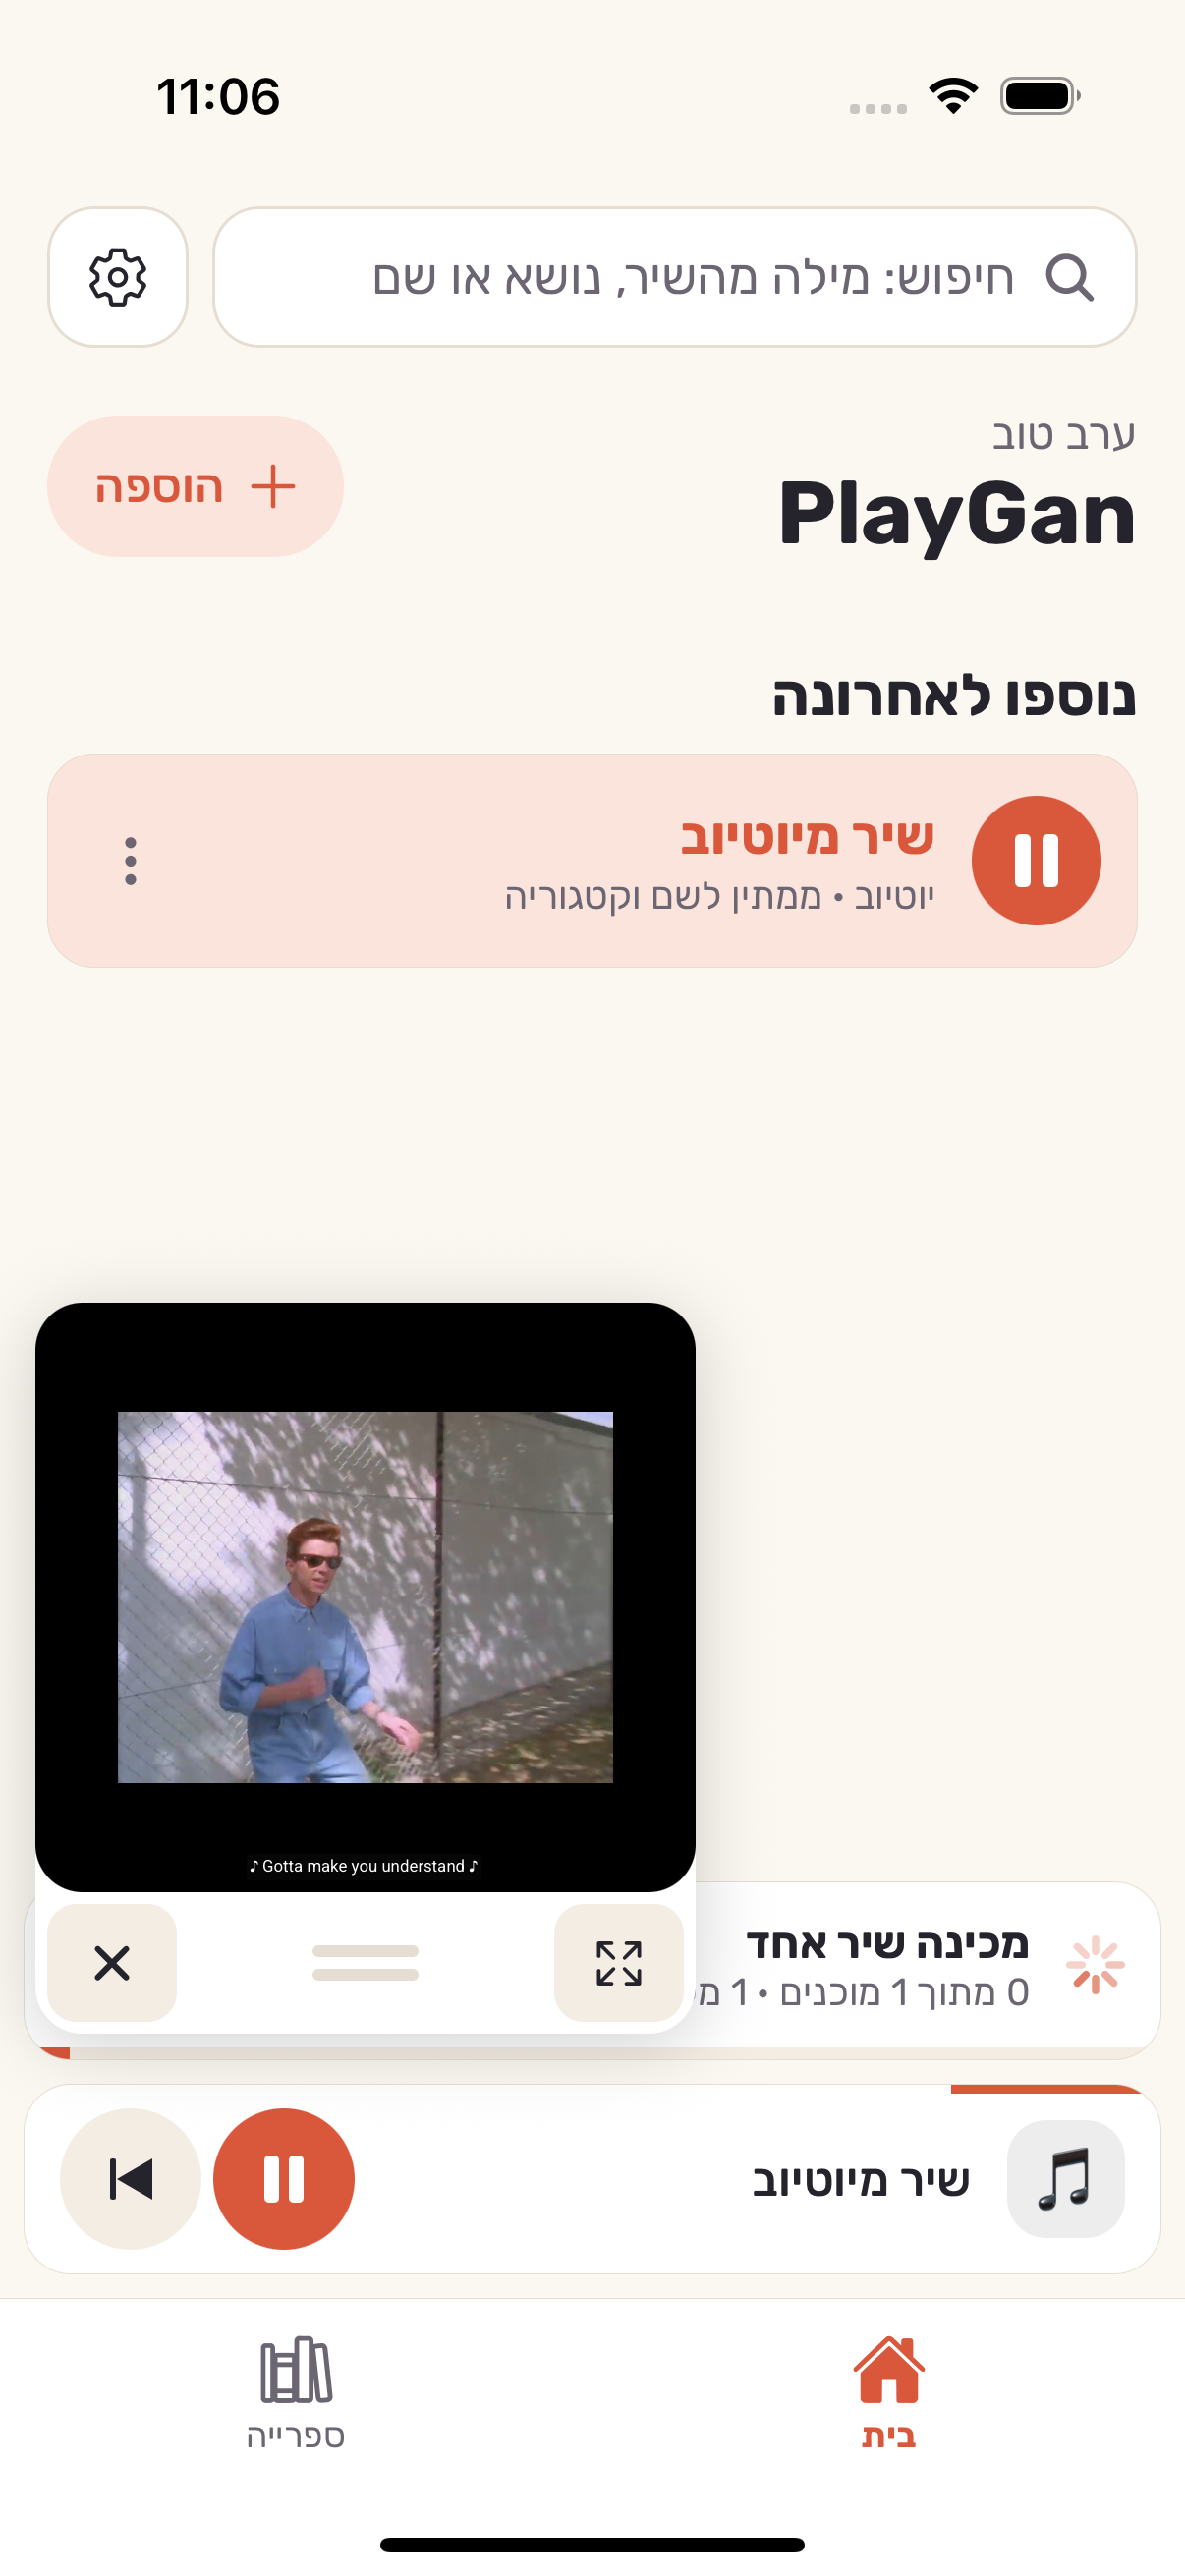 11:06
חיפוש: מילה מהשיר, נושא או שם
ערב טוב
PlayGan
הוספה
נוספו לאחרונה
שיר מיוטיוב
יוטיוב • ממתין לשם וקטגוריה
♪ Gotta make you understand ♪
מכינה שיר אחד
0 מתוך 1 מוכנים • 1
שיר מיוטיוב
בית
ספרייה